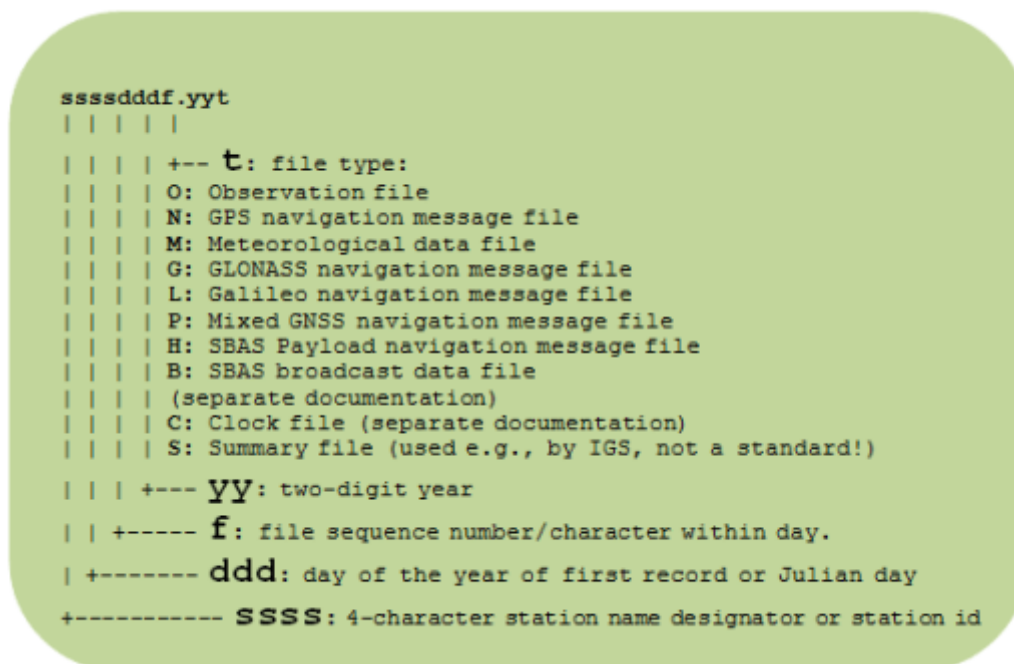 ssssdddf.yyt
| | | | |
| | | | +-- t: file type:
| | | | O: Observation file
| | | | N: GPS navigation message file
| | | | M: Meteorological data file
| | | | G: GLONASS navigation message file
| | | | L: Galileo navigation message file
| | | | P: Mixed GNSS navigation message file
| | | | H: SBAS Payload navigation message file
| | | | B: SBAS broadcast data file
| | | | (separate documentation)
| | | | C: Clock file (separate documentation)
| | | | S: Summary file (used e.g., by IGS, not a standard!)
| | | +--- yy: two-digit year
| | +----- f: file sequence number/character within day.
| +------- ddd: day of the year of first record or Julian day
+----------- ssss: 4-character station name designator or station id